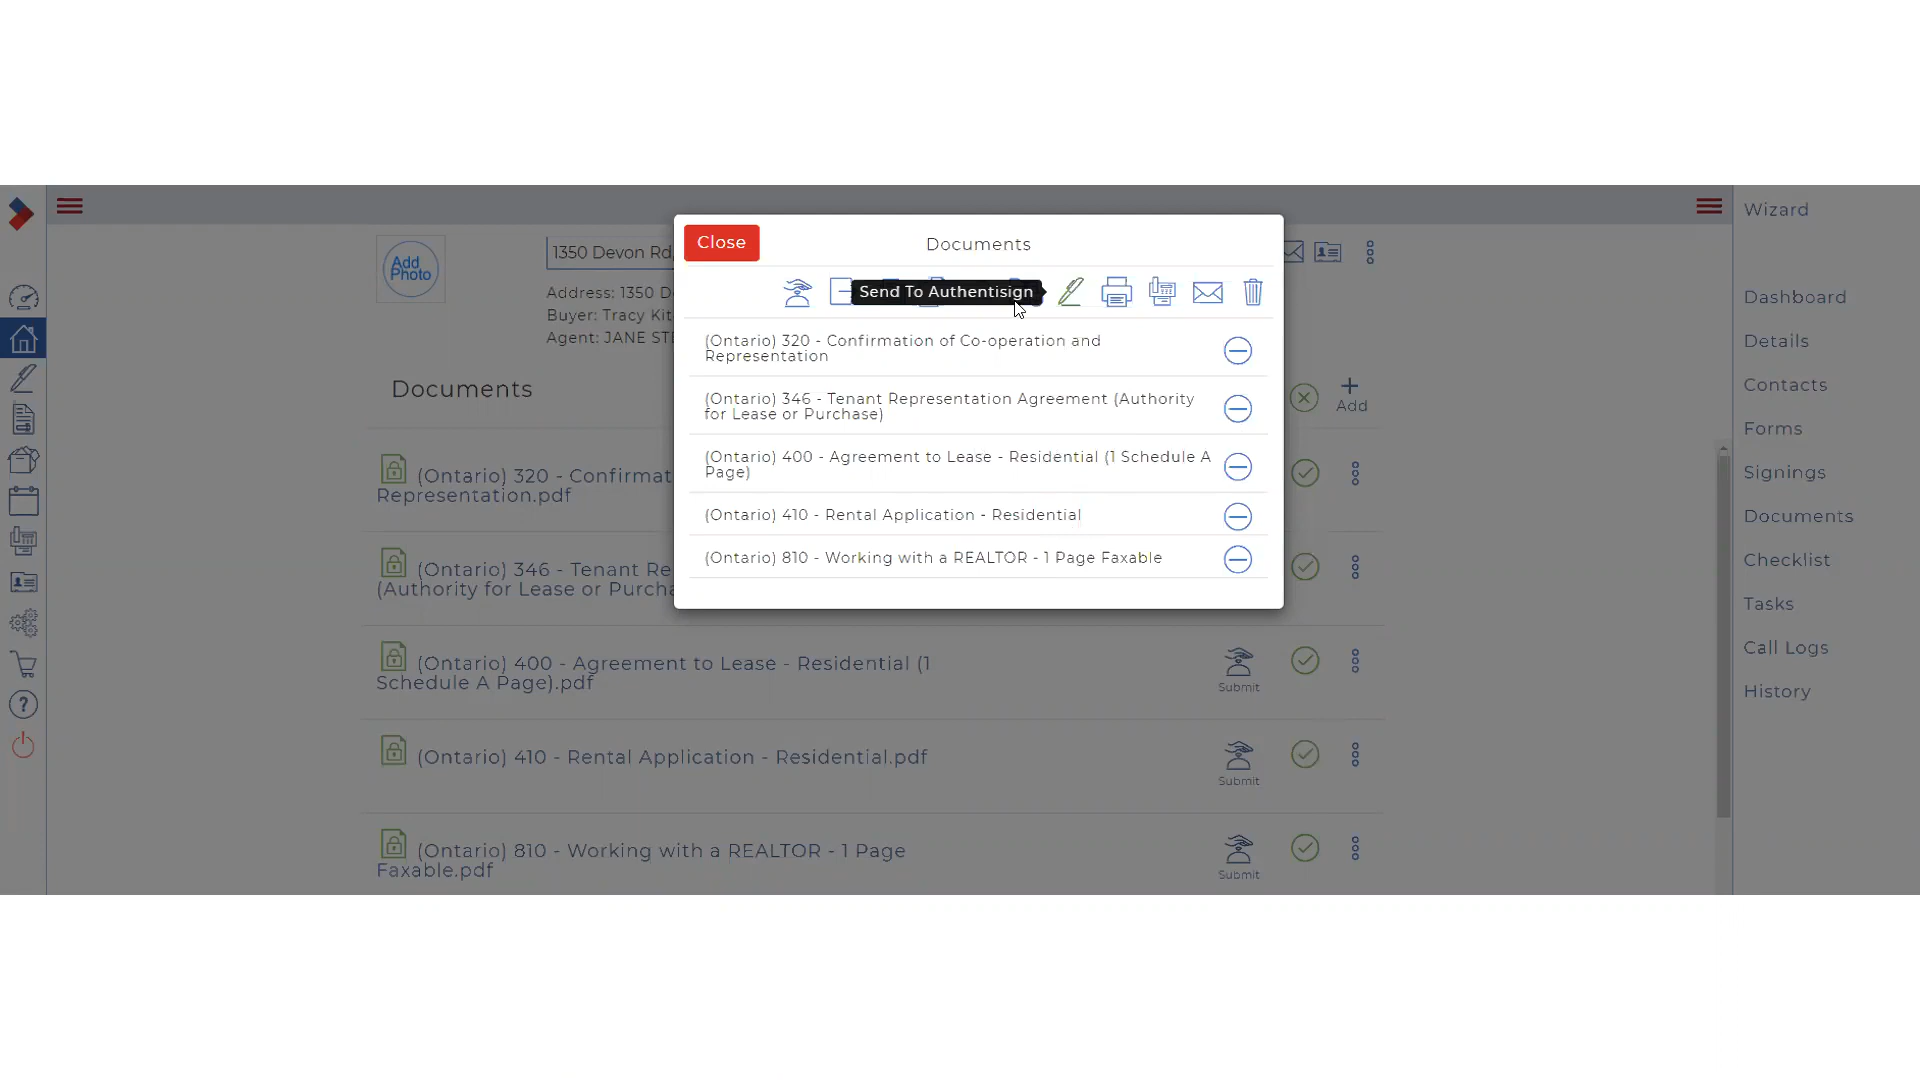 Wizard
Close
Documents
Add
Photo
1350 Devon Rd,
Address: 1350 D
Buyer: Tracy Kit
Agent: JANE STE
Send To Authentisign
Dashboard
(Ontario) 320 - Confirmation of Co-operation and
Representation
Details
Documents
Add
Contacts
(Ontario) 346 - Tenant Representation Agreement (Authority
for Lease or Purchase)
Forms
(Ontario) 400 - Agreement to Lease - Residential (1 Schedule A
Page)
Signings
(Ontario) 320 - Confirmat
Representation.pdf
(Ontario) 410 - Rental Application - Residential
Documents
(Ontario) 810 - Working with a REALTOR - 1 Page Faxable
Checklist
(Ontario) 346 - Tenant Re
(Authority for Lease or Purcha
Tasks
Call Logs
(Ontario) 400 - Agreement to Lease - Residential (1
Schedule A Page).pdf
Submit
History
(Ontario) 410 - Rental Application - Residential.pdf
Submit
(Ontario) 810 - Working with a REALTOR - 1 Page
Faxable.pdf
Submit
?